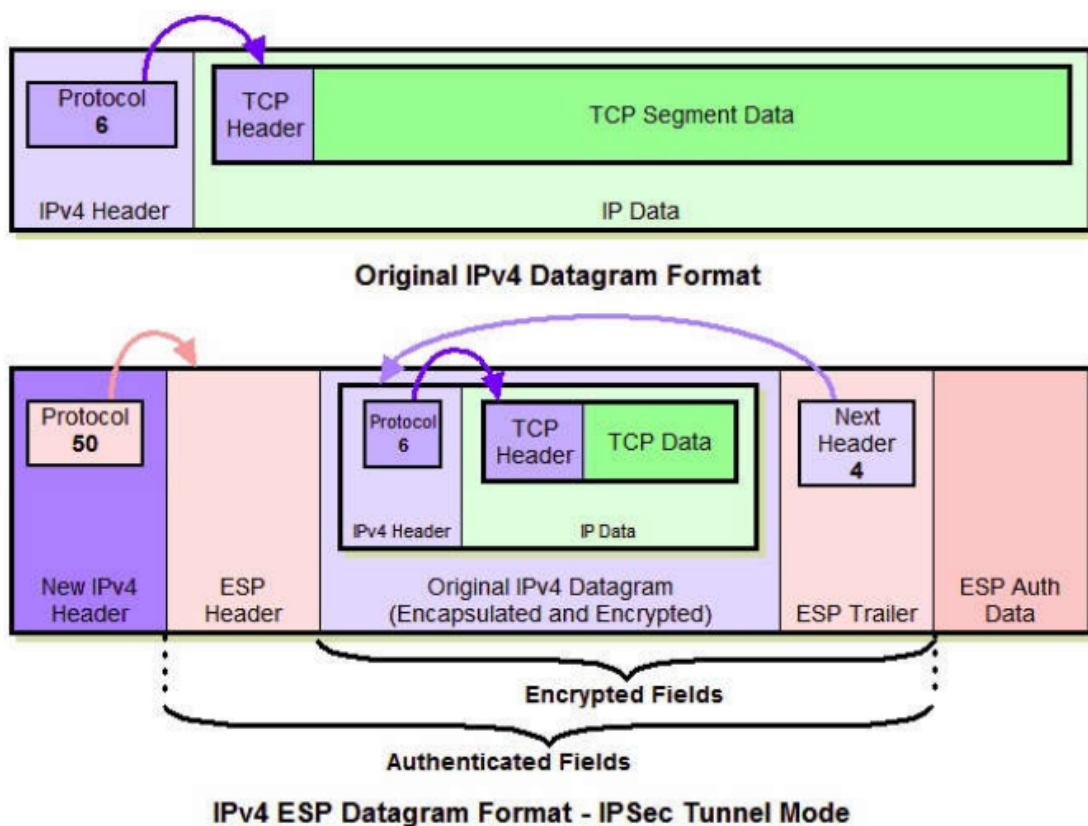 Protocol
6
TCP
Header
TCP Segment Data
IPv4 Header
IP Data
Original IPv4 Datagram Format
Protocol
50
Protocol
6
TCP
Header
TCP Data
Next
Header
4
IPv4 Header
IP Data
New IPv4
Header
ESP
Header
Original IPv4 Datagram
(Encapsulated and Encrypted)
ESP Trailer
ESP Auth
Data
Encrypted Fields
Authenticated Fields
IPv4 ESP Datagram Format - IPSec Tunnel Mode